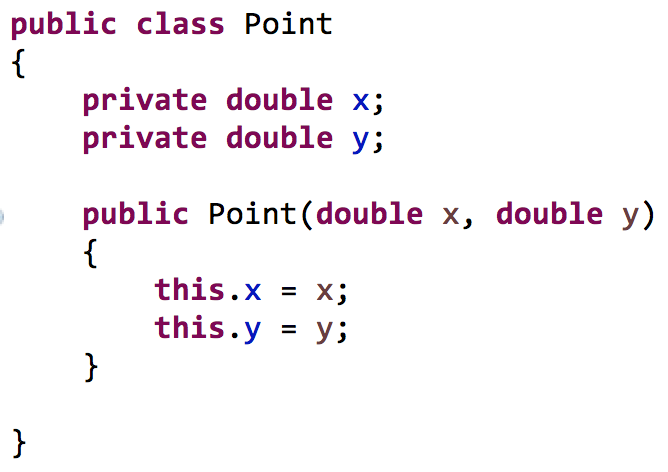 public class Point
{
    private double x;
    private double y;

    public Point(double x, double y)
    {
        this.x = x;
        this.y = y;
    }

}